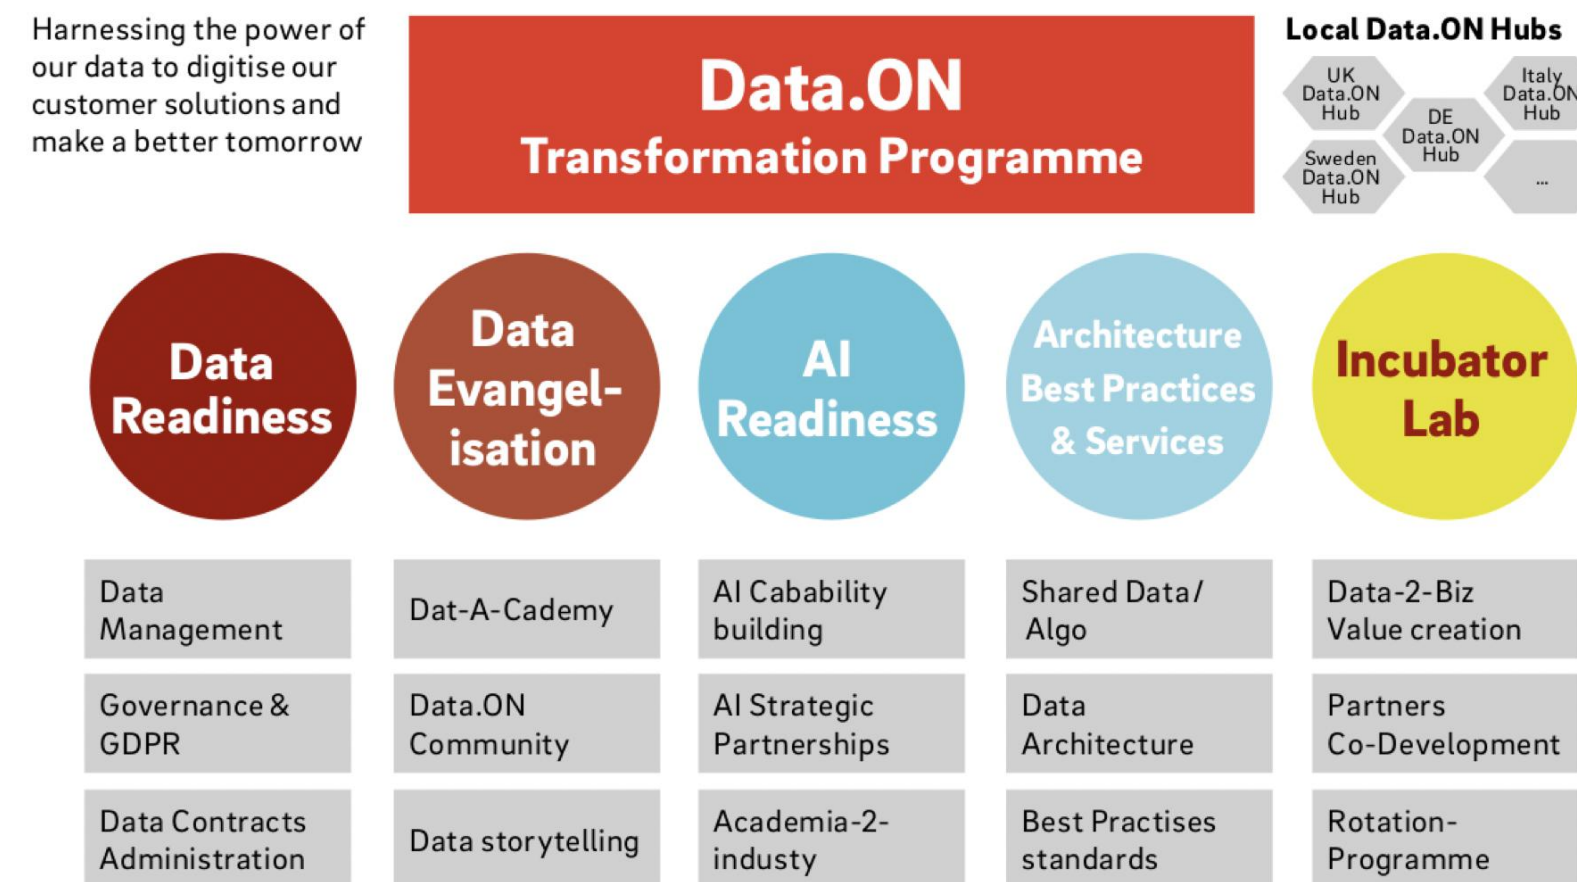 Harnessing the power of
our data to digitise our
customer solutions and
make a better tomorrow
Data.ON
Transformation Programme
Local Data.ON Hubs
UK
Data.ON
Hub
Sweden
Data.ON
Hub
DE
Data.ON
Hub
Italy
Data.ON
Hub
...
Data
Readiness
Data
Evangel-
isation
AI
Readiness
Architecture
Best Practices
& Services
Incubator
Lab
Data
Management
Dat-A-Cademy
AI Cabability
building
Shared Data/
Algo
Data-2-Biz
Value creation
Governance &
GDPR
Data.ON
Community
AI Strategic
Partnerships
Data
Architecture
Partners
Co-Development
Data Contracts
Administration
Data storytelling
Academia-2-
industy
Best Practises
standards
Rotation-
Programme